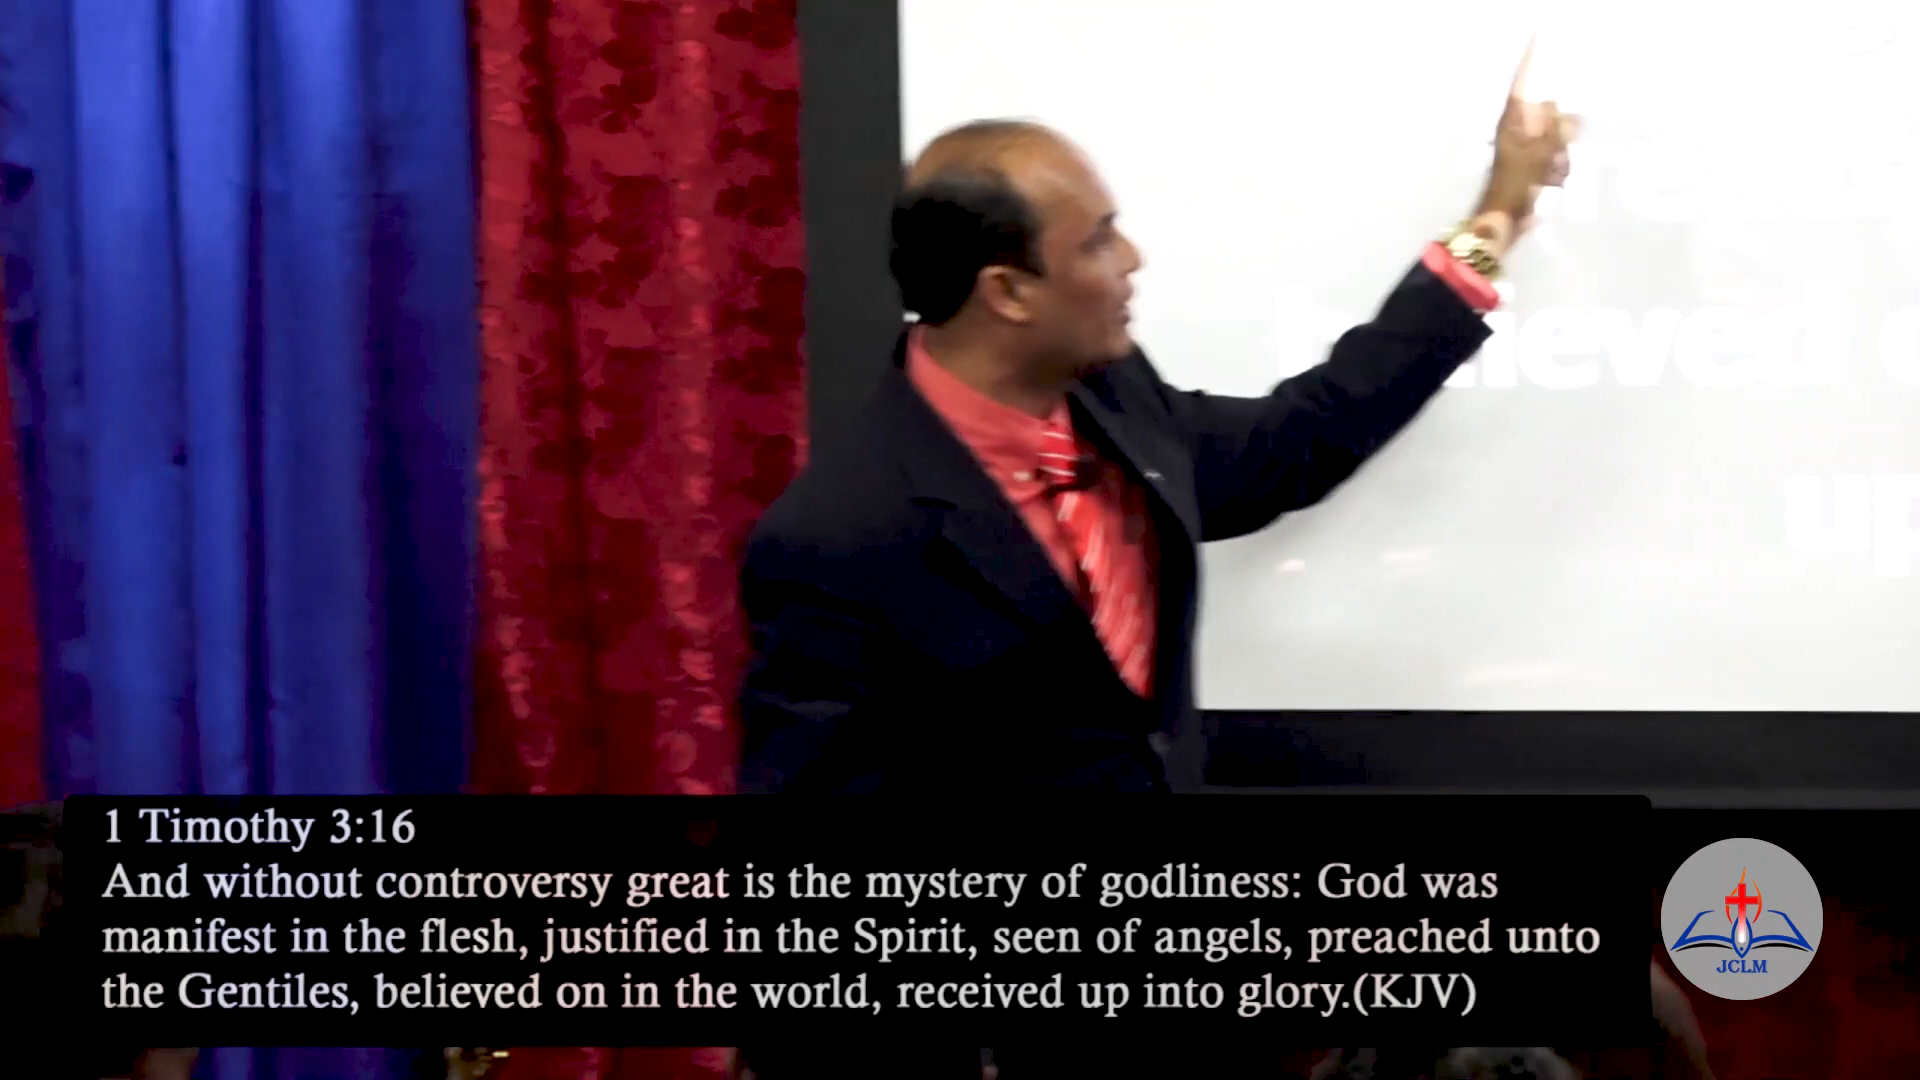 believed
up
1 Timothy 3:16
And without controversy great is the mystery of godliness: God was
manifest in the flesh, justified in the Spirit, seen of angels, preached unto
the Gentiles, believed on in the world, received up into glory.(KJV)
JCLM